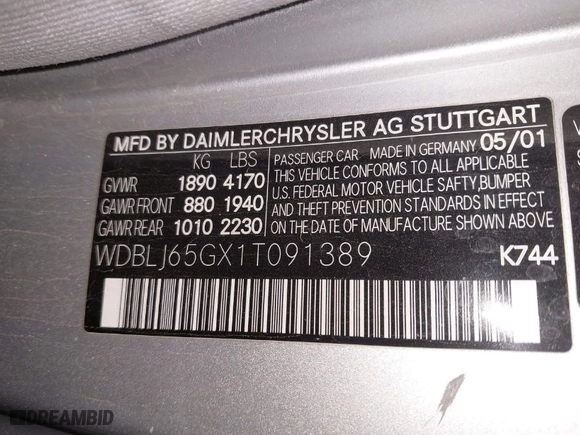 MFD BY DAIMLERCHRYSLER AG STUTTGART
KG LBS
GVWR 1890 4170
GAWR FRONT 880 1940
GAWR REAR 1010 2230
PASSENGER CAR MADE IN GERMANY 05/01
THIS VEHICLE CONFORMS TO ALL APPLICABLE
U.S. FEDERAL MOTOR VEHICLE SAFTY,BUMPER
AND THEFT PREVENTION STANDARDS IN EFFECT
ON THE DATE OF MANUFACTURE SHOWN ABOVE.
WDBLJ65GX1T091389 K744
DREAMBID